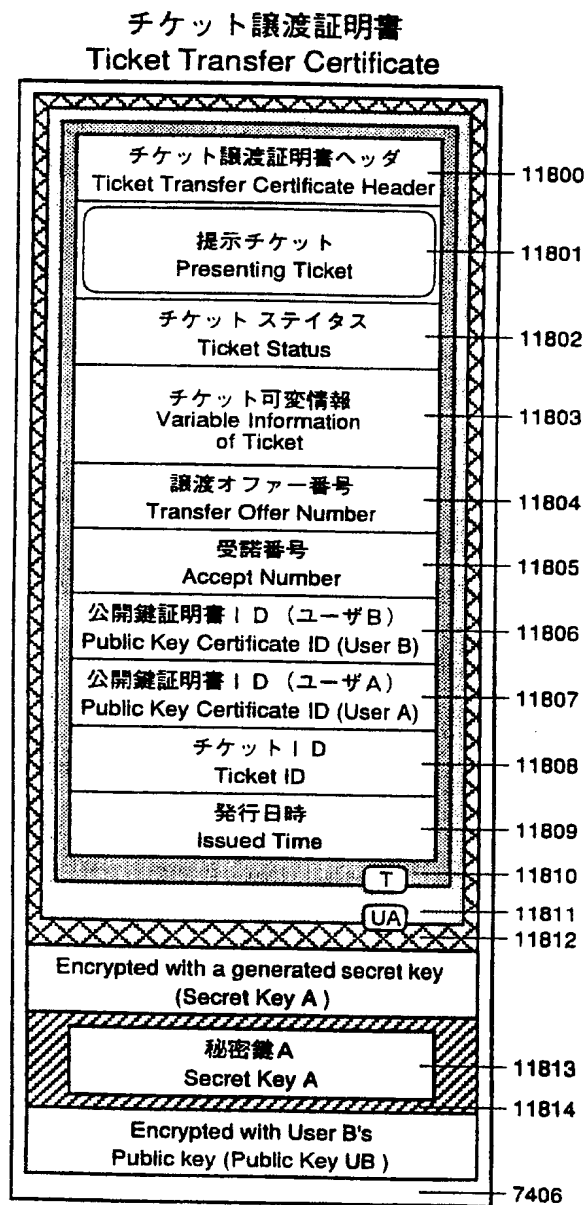 チケット譲渡証明書
Ticket Transfer Certificate
チケット譲渡証明書ヘッダ
Ticket Transfer Certificate Header
11800
提示チケット
Presenting Ticket
11801
チケット ステイタス
Ticket Status
11802
チケット可変情報
Variable Information
of Ticket
11803
譲渡オファー番号
Transfer Offer Number
11804
受諾番号
Accept Number
11805
公開鍵証明書ID(ユーザB)
Public Key Certificate ID (User B)
11806
公開鍵証明書ID(ユーザA)
Public Key Certificate ID (User A)
11807
チケットID
Ticket ID
11808
発行日時
Issued Time
11809
T
11810
UA
11811
11812
Encrypted with a generated secret key
(Secret Key A )
秘密鍵A
Secret Key A
11813
11814
Encrypted with User B's
Public key (Public Key UB )
7406